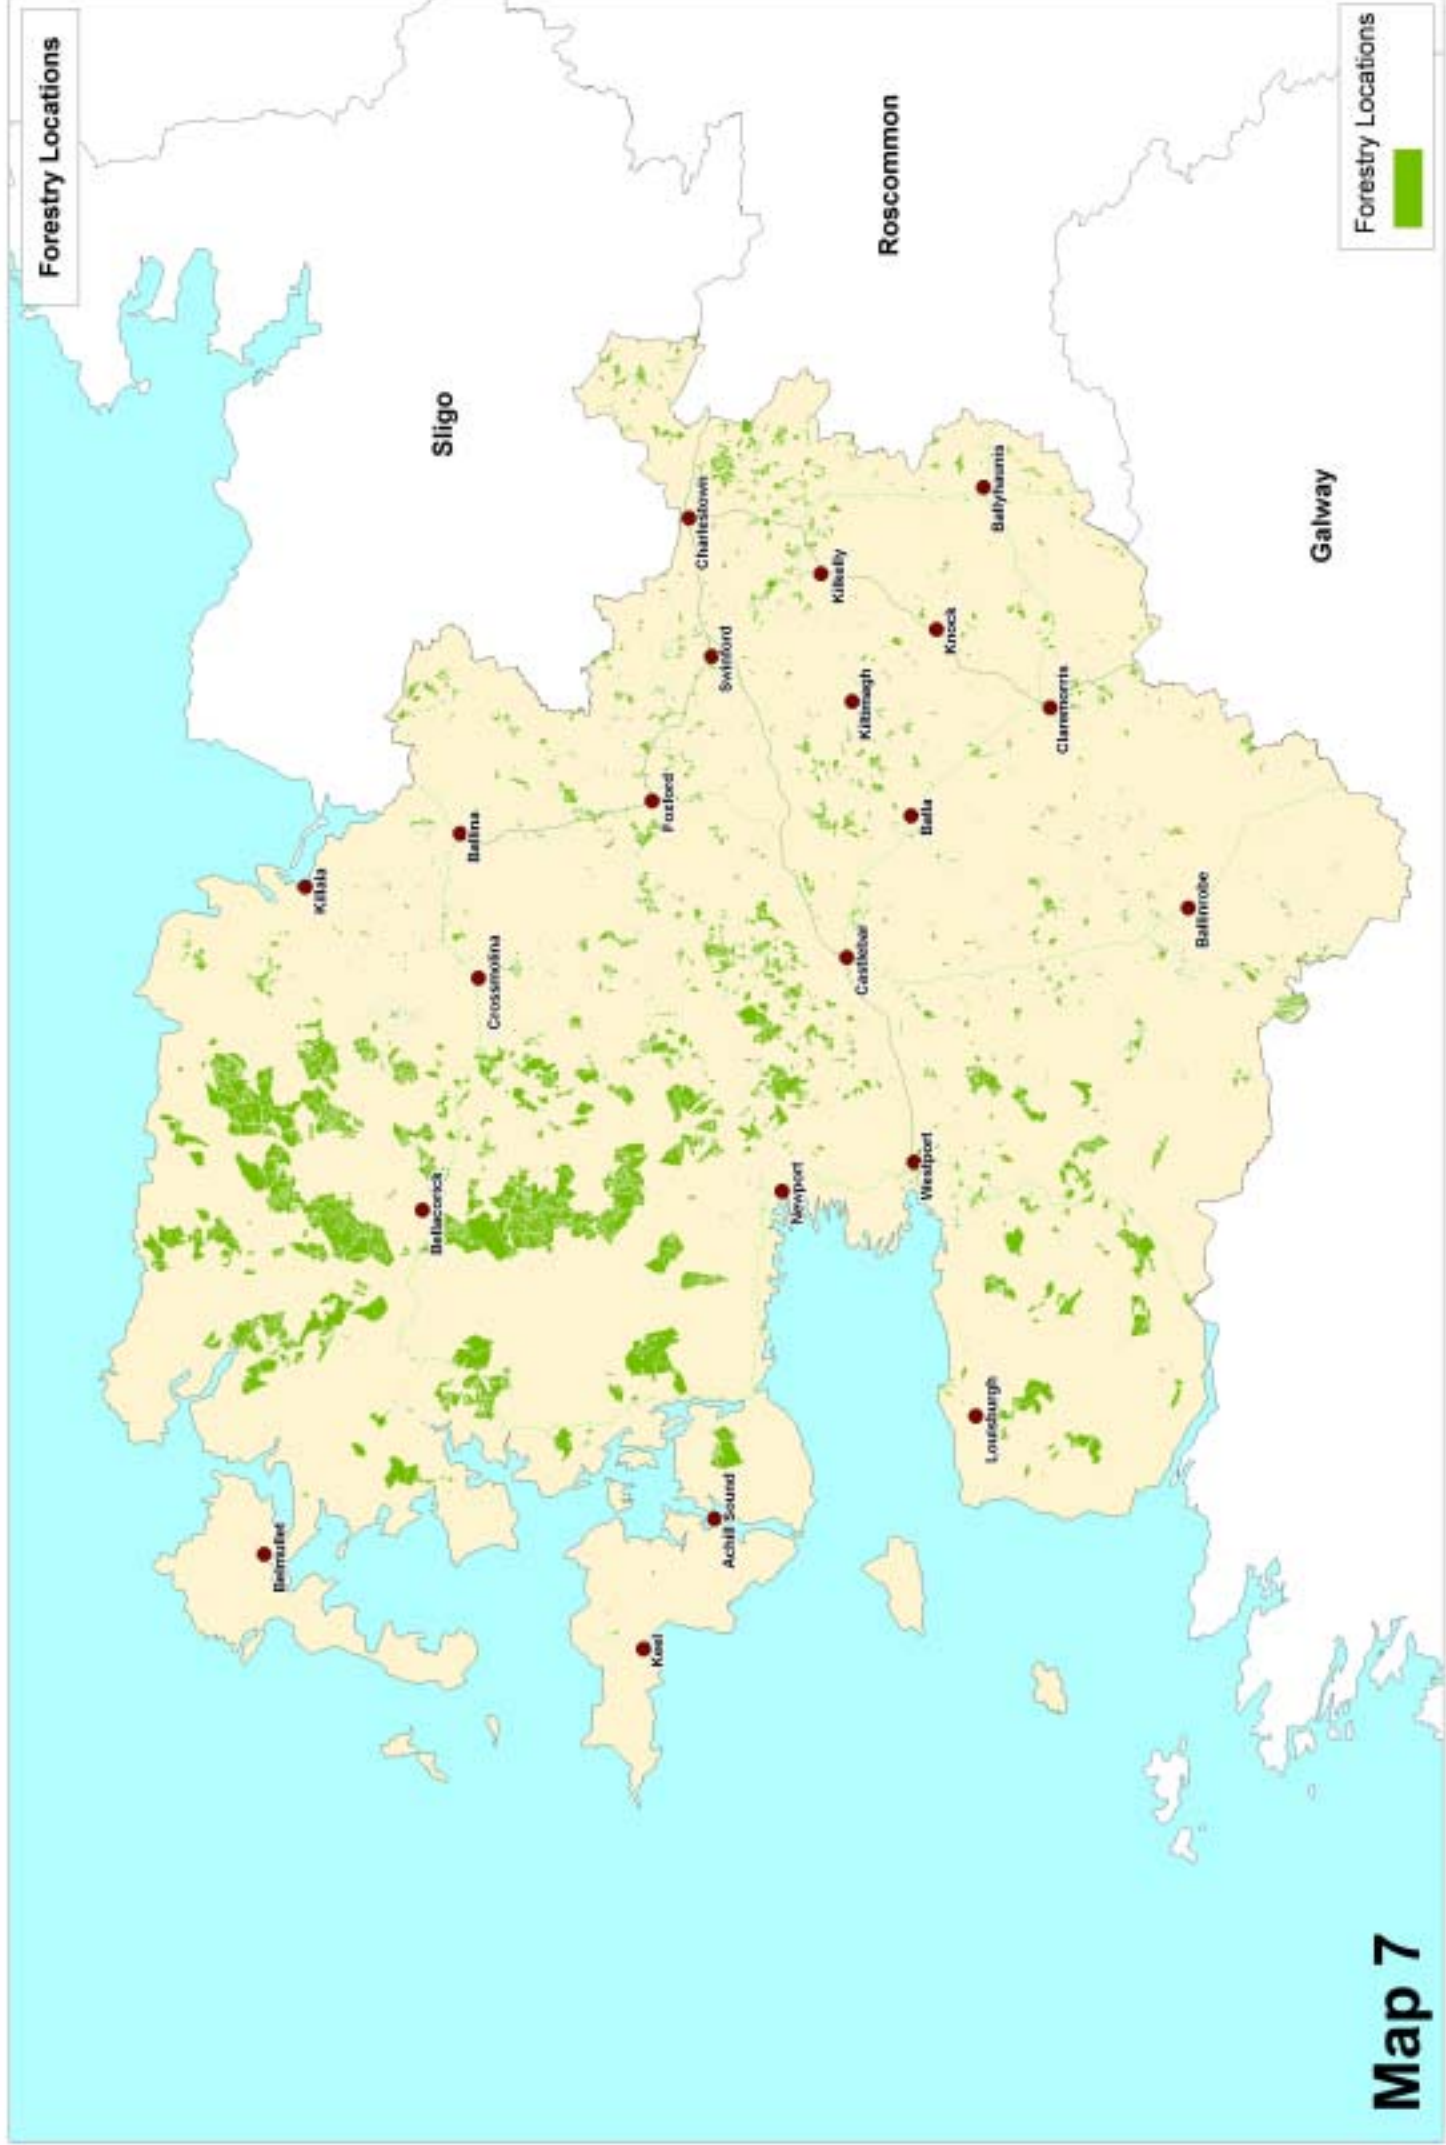 Forestry Locations
Sligo
Roscommon
Galway
Killala
Ballina
Belmullet
Crossmolina
Bellacorick
Charlestown
Foxford
Swinford
Keel
Achill Sound
Newport
Kilkelly
Kiltimagh
Castlebar
Balla
Knock
Ballyhaunis
Westport
Louisburgh
Claremorris
Ballinrobe
Forestry Locations
Map 7